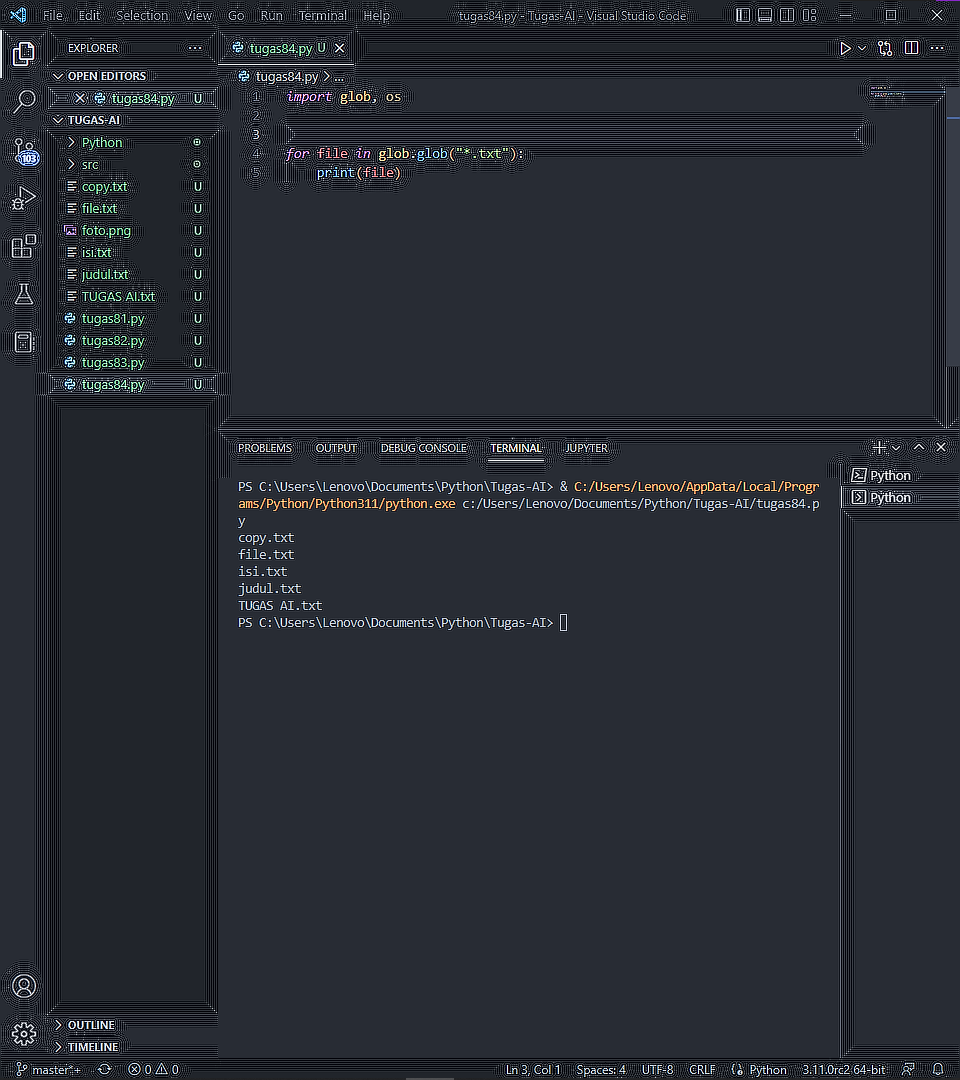 File Edit Selection View Go Run Terminal Help tugas84.py - Tugas-AI - Visual Studio Code
EXPLORER
OPEN EDITORS
tugas84.py U
TUGAS-AI
Python
src
copy.txt U
file.txt U
foto.png U
isi.txt U
judul.txt U
TUGAS AI.txt U
tugas81.py U
tugas82.py U
tugas83.py U
tugas84.py U
OUTLINE
TIMELINE
103
tugas84.py U
tugas84.py > ...
1 import glob, os
2
3
4 for file in glob.glob("*.txt"):
5 print(file)
PROBLEMS OUTPUT DEBUG CONSOLE TERMINAL JUPYTER
PS C:\Users\Lenovo\Documents\Python\Tugas-AI> & C:/Users/Lenovo/AppData/Local/Progr
ams/Python/Python311/python.exe c:/Users/Lenovo/Documents/Python/Tugas-AI/tugas84.p
y
copy.txt
file.txt
isi.txt
judul.txt
TUGAS AI.txt
PS C:\Users\Lenovo\Documents\Python\Tugas-AI>
Python
Python
master*+ 0 0 Ln 3, Col 1 Spaces: 4 UTF-8 CRLF Python 3.11.0rc2 64-bit